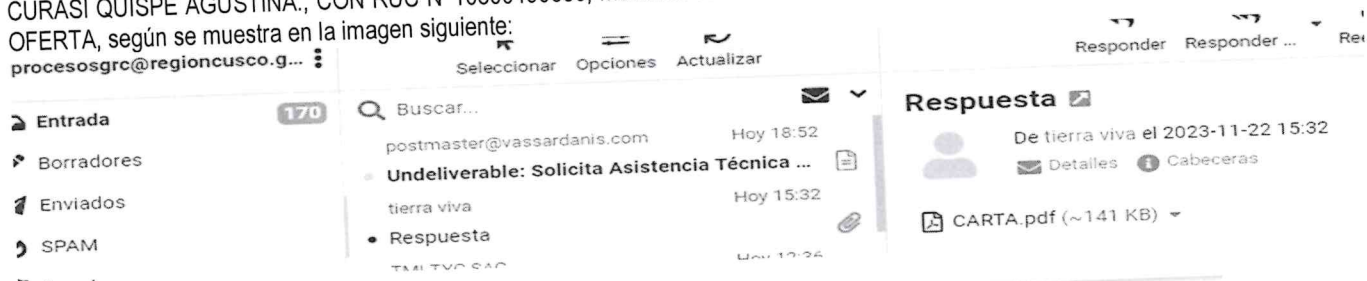 CURASI QUISPE AGUSTINA., CON RUC N°
OFERTA, según se muestra en la imagen siguiente:
procesosgrc@regioncusco.g...
Seleccionar Opciones Actualizar
Responder Responder ...
Entrada 170
Buscar...
Borradores
Enviados
SPAM
postmaster@vassardanis.com Hoy 18:52
Undeliverable: Solicita Asistencia Técnica ...
tierra viva Hoy 15:32
Respuesta
TMI TYC SAC
Respuesta
De tierra viva el 2023-11-22 15:32
Detalles Cabeceras
CARTA.pdf (~141 KB)